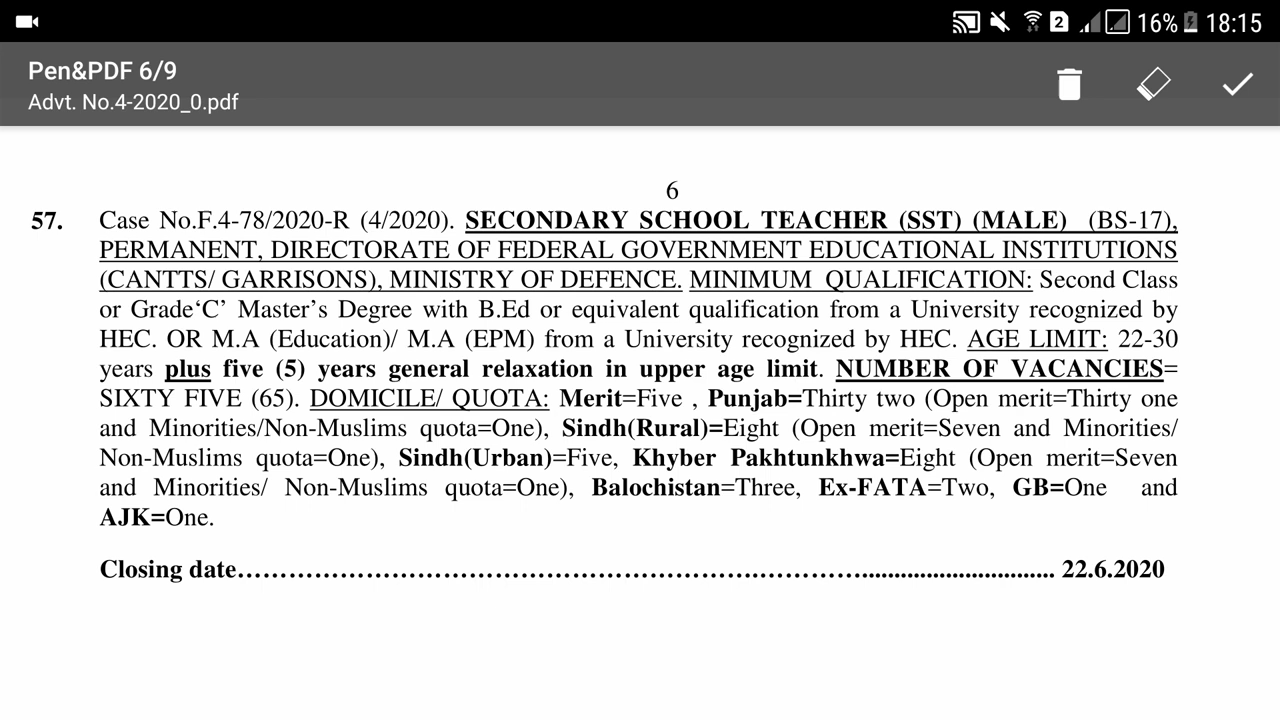 2 16% 18:15
Pen&PDF 6/9
Advt. No.4-2020_0.pdf
6
57. Case No.F.4-78/2020-R (4/2020). SECONDARY SCHOOL TEACHER (SST) (MALE) (BS-17),
PERMANENT, DIRECTORATE OF FEDERAL GOVERNMENT EDUCATIONAL INSTITUTIONS
(CANTTS/ GARRISONS), MINISTRY OF DEFENCE. MINIMUM QUALIFICATION: Second Class
or Grade‘C’ Master’s Degree with B.Ed or equivalent qualification from a University recognized by
HEC. OR M.A (Education)/ M.A (EPM) from a University recognized by HEC. AGE LIMIT: 22-30
years plus five (5) years general relaxation in upper age limit. NUMBER OF VACANCIES=
SIXTY FIVE (65). DOMICILE/ QUOTA: Merit=Five , Punjab=Thirty two (Open merit=Thirty one
and Minorities/Non-Muslims quota=One), Sindh(Rural)=Eight (Open merit=Seven and Minorities/
Non-Muslims quota=One), Sindh(Urban)=Five, Khyber Pakhtunkhwa=Eight (Open merit=Seven
and Minorities/ Non-Muslims quota=One), Balochistan=Three, Ex-FATA=Two, GB=One and
AJK=One.
Closing date…………………………………………………….…………............................... 22.6.2020